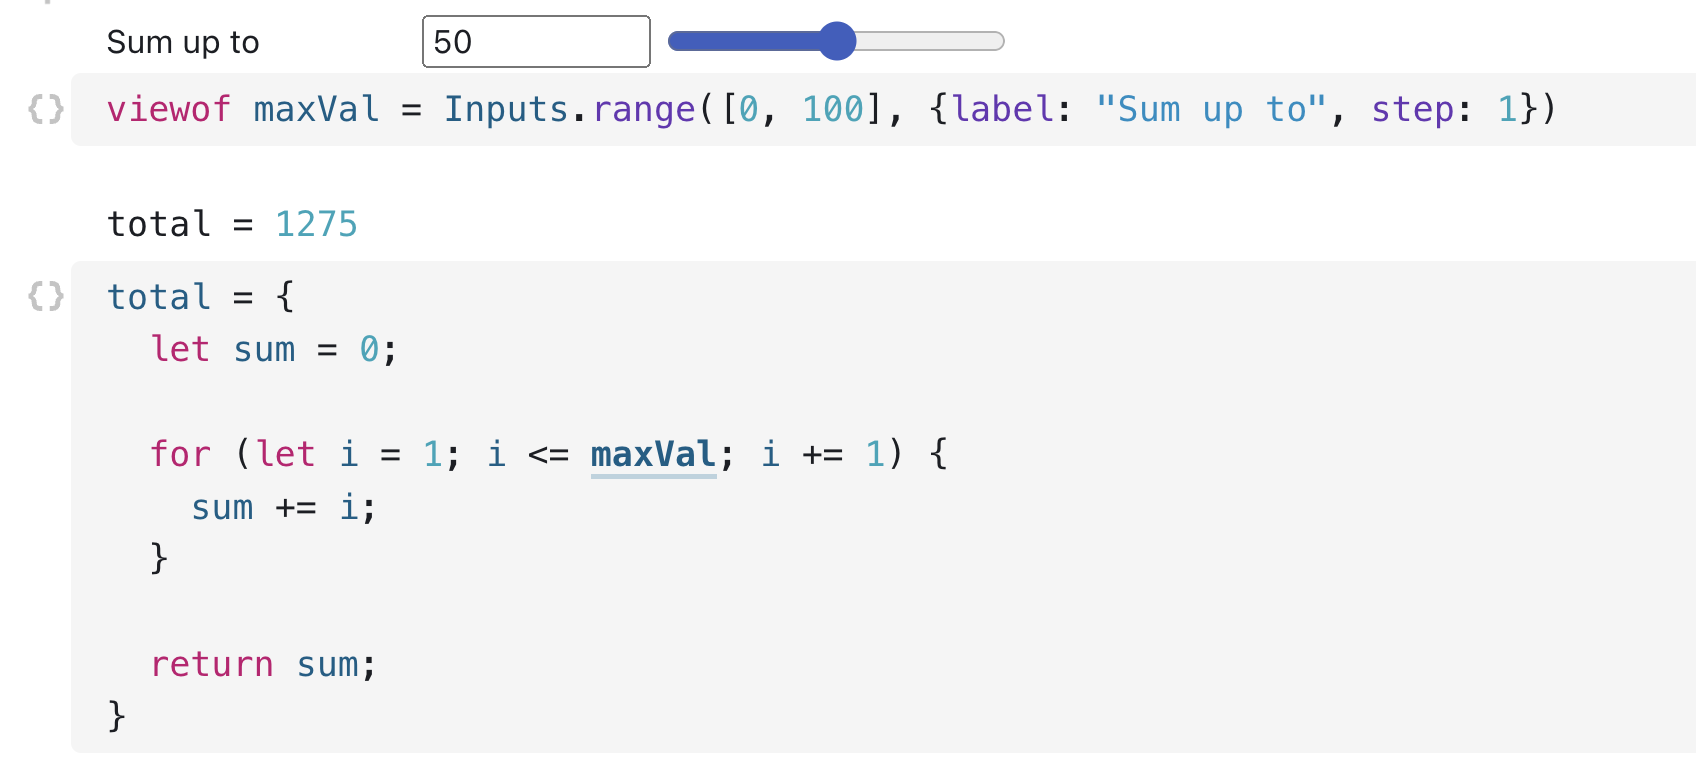 Sum up to 50
{} viewof maxVal = Inputs.range([0, 100], {label: "Sum up to", step: 1})
total = 1275
{} total = {
let sum = 0;
for (let i = 1; i <= maxVal; i += 1) {
sum += i;
}
return sum;
}